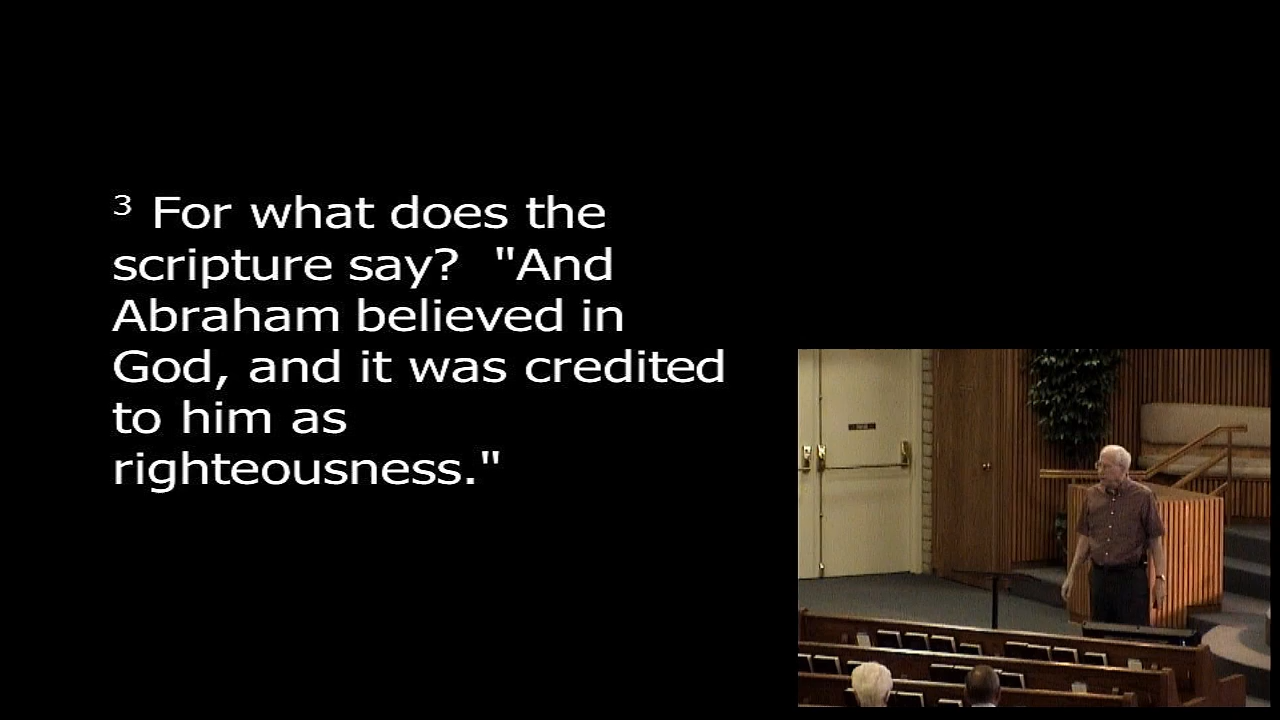 ³ For what does the
scripture say?  "And
Abraham believed in
God, and it was credited
to him as
righteousness."